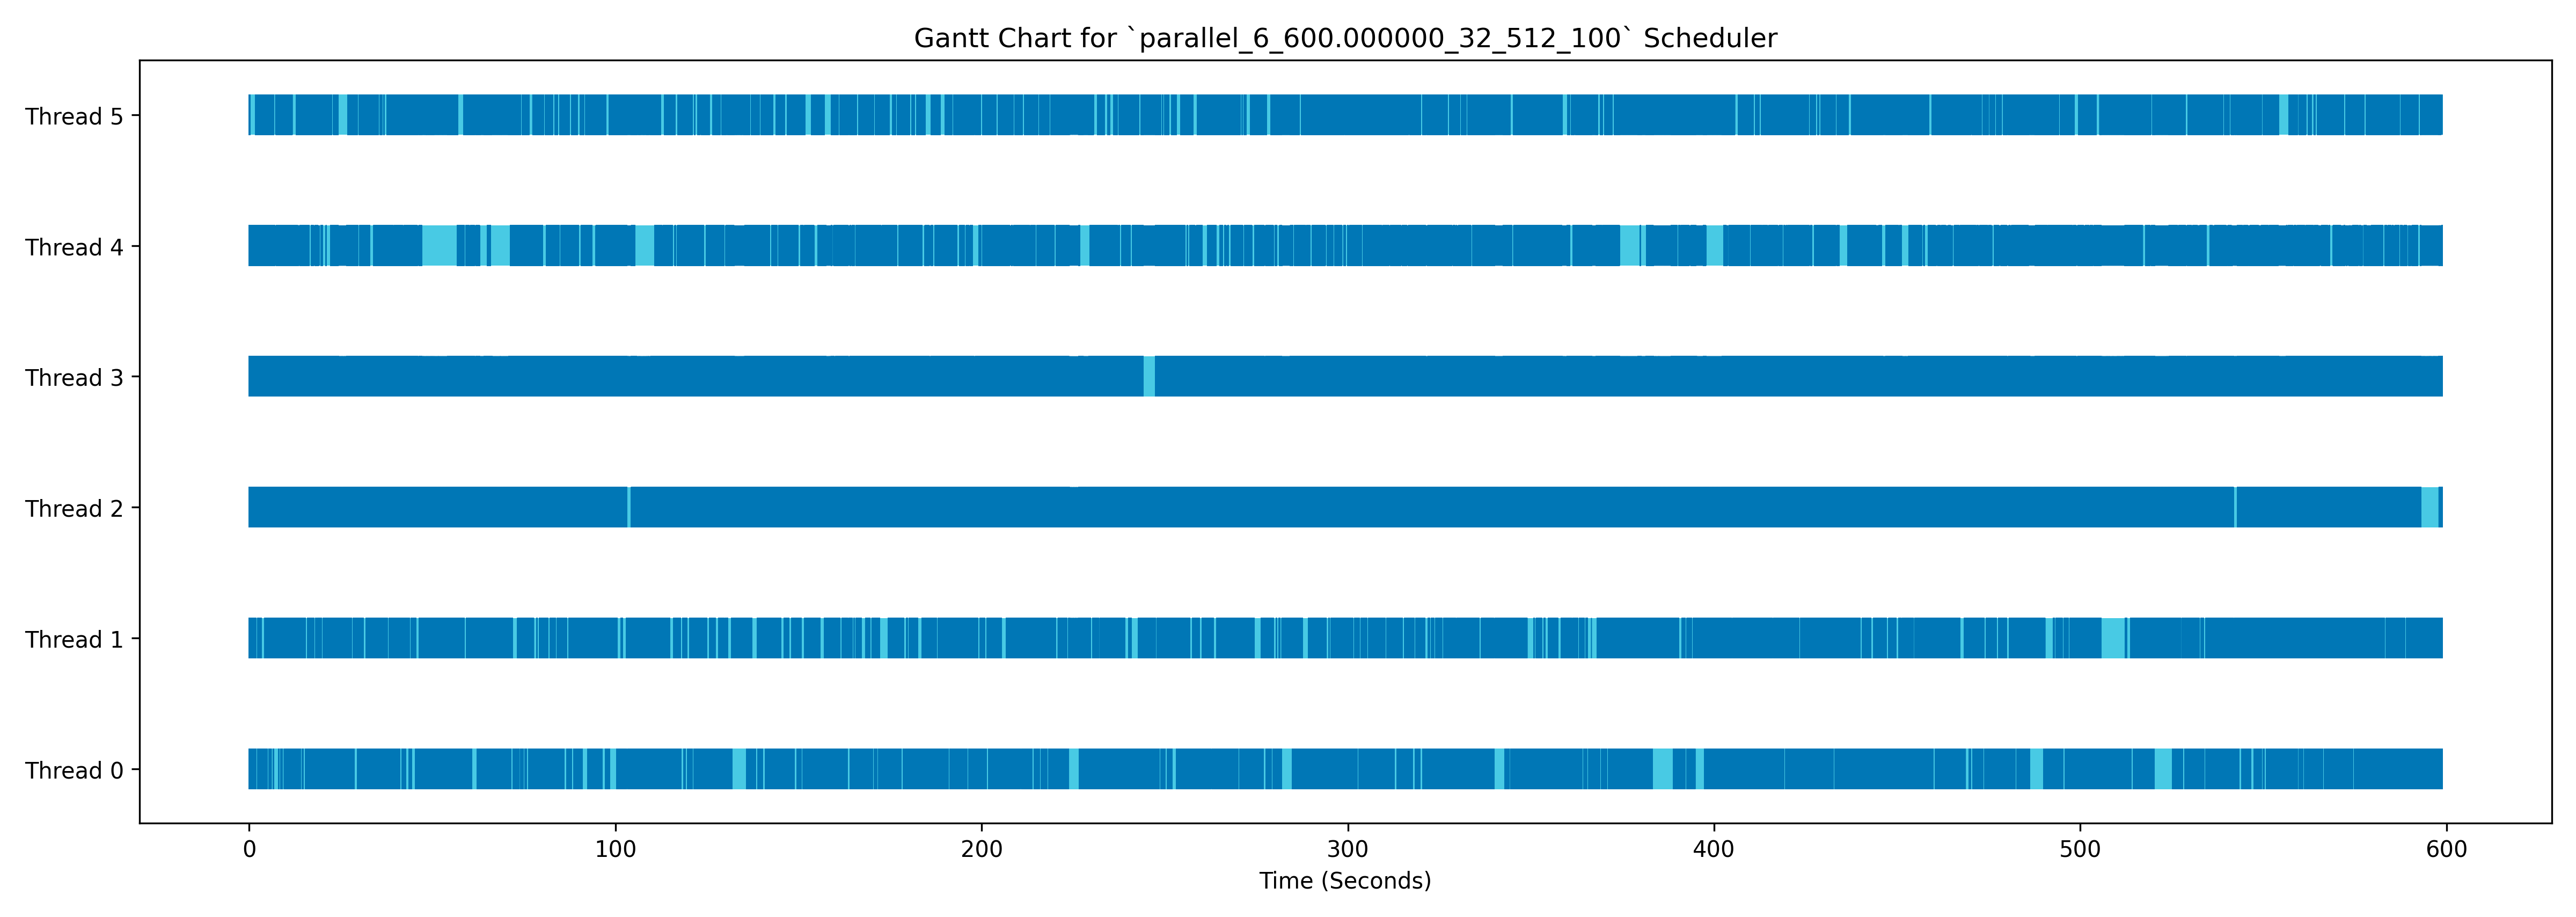 Gantt Chart for `parallel_6_600.000000_32_512_100` Scheduler
Thread 5
Thread 4
Thread 3
Thread 2
Thread 1
Thread 0
0 100 200 300 400 500 600
Time (Seconds)